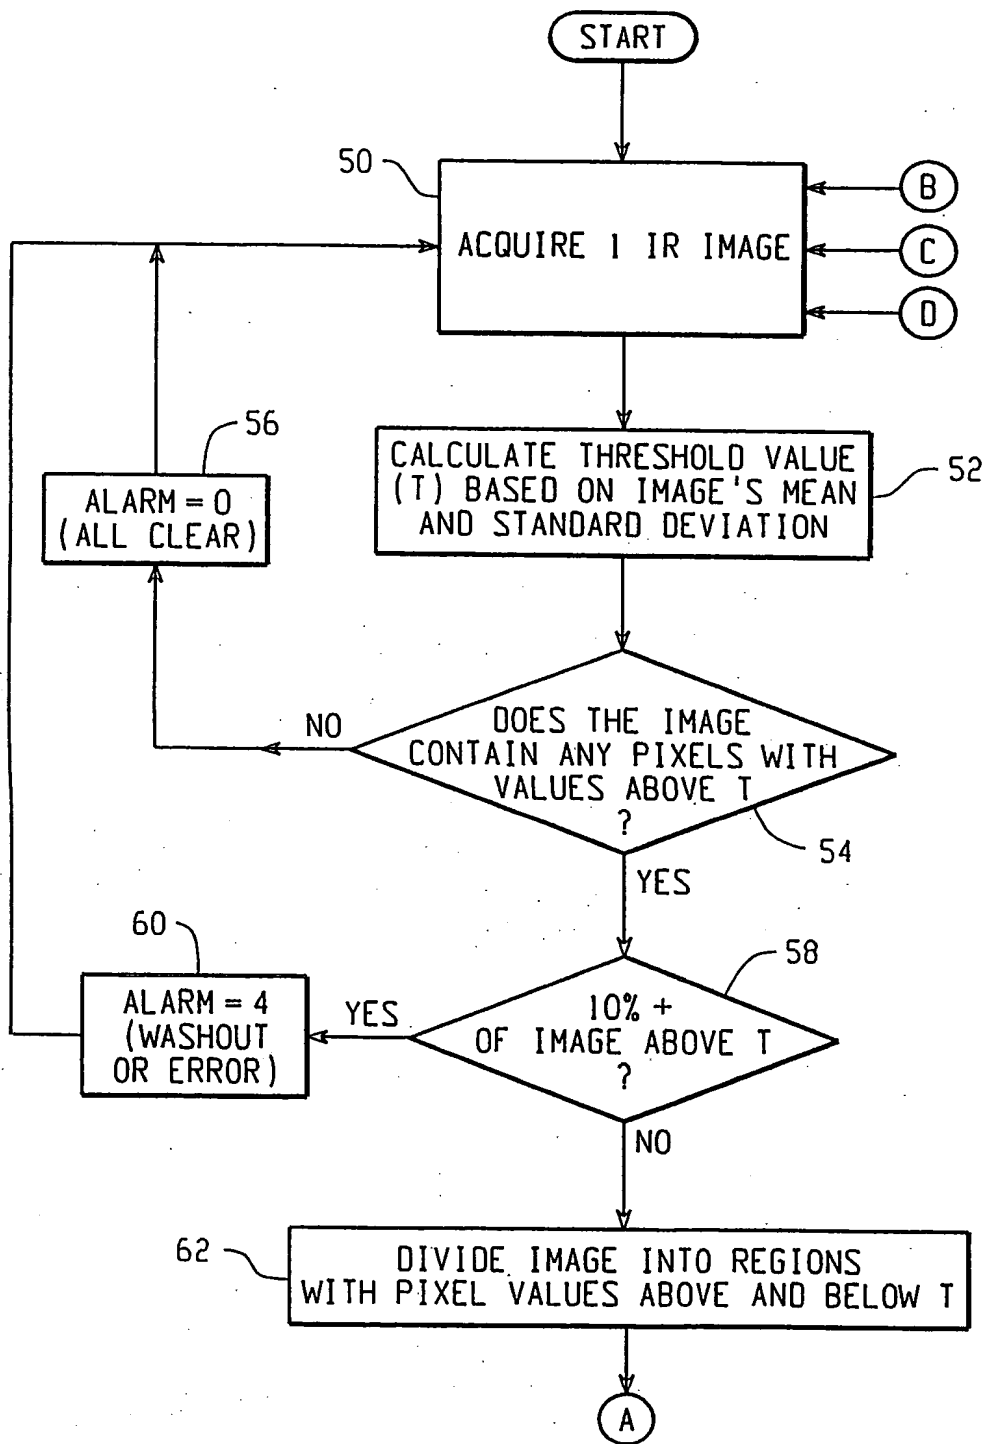 START
50
B
ACQUIRE 1 IR IMAGE
C
D
56
CALCULATE THRESHOLD VALUE
(T) BASED ON IMAGE'S MEAN
AND STANDARD DEVIATION
52
ALARM = 0
(ALL CLEAR)
NO
DOES THE IMAGE
CONTAIN ANY PIXELS WITH
VALUES ABOVE T
?
54
YES
60
58
ALARM = 4
(WASHOUT
OR ERROR)
YES
10% +
OF IMAGE ABOVE T
?
NO
62
DIVIDE IMAGE INTO REGIONS
WITH PIXEL VALUES ABOVE AND BELOW T
A